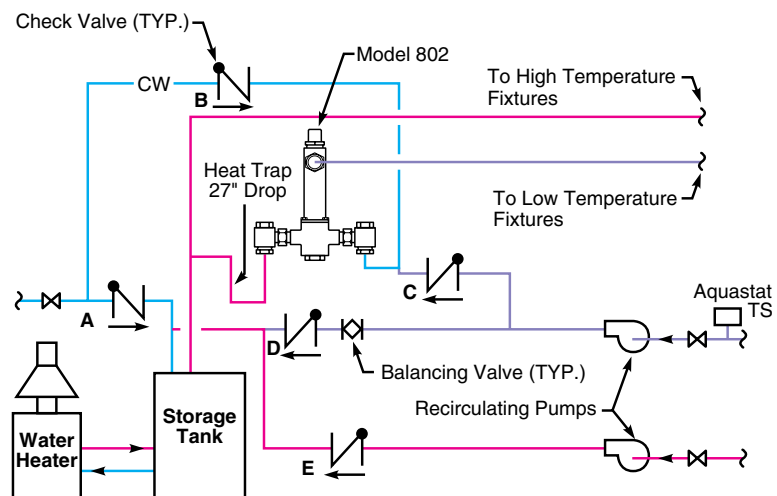 Check Valve (TYP.)
Model 802
CW
B
To High Temperature
Fixtures
Heat Trap
27" Drop
To Low Temperature
Fixtures
C
A
Aquastat
TS
D
Balancing Valve (TYP.)
Recirculating Pumps
Storage
Tank
Water
Heater
E